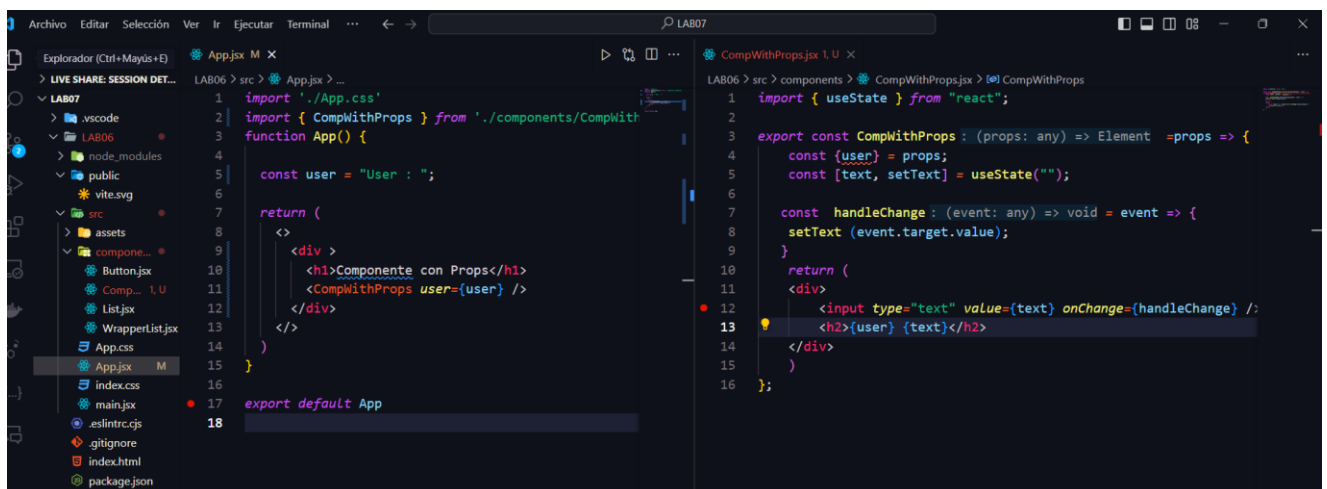 Archivo Editar Selección Ver Ir Ejecutar Terminal ··· ← → LAB07
Explorador (Ctrl+Mayús+E)
> LIVE SHARE: SESSION DET...
LAB07
> .vscode
LAB06
> node_modules
public
vite.svg
src
> assets
compone...
Button.jsx
Comp... 1, U
List.jsx
WrapperList.jsx
App.css
App.jsx M
index.css
main.jsx
.eslintrc.cjs
.gitignore
index.html
package.json
2
App.jsx M ×
LAB06 > src > App.jsx > ...
1 import './App.css'
2 import { CompWithProps } from './components/CompWith
3 function App() {
4
5 const user = "User : ";
6
7 return (
8 <>
9 <div >
10 <h1>Componente con Props</h1>
11 <CompWithProps user={user} />
12 </div>
13 </>
14 )
15 }
16
17 export default App
18
CompWithProps.jsx 1, U ×
LAB06 > src > components > CompWithProps.jsx > CompWithProps
1 import { useState } from "react";
2
3 export const CompWithProps : (props: any) => Element =props => {
4 const {user} = props;
5 const [text, setText] = useState("");
6
7 const handleChange : (event: any) => void = event => {
8 setText (event.target.value);
9 }
10 return (
11 <div>
12 <input type="text" value={text} onChange={handleChange} />
13 <h2>{user} {text}</h2>
14 </div>
15 )
16 };